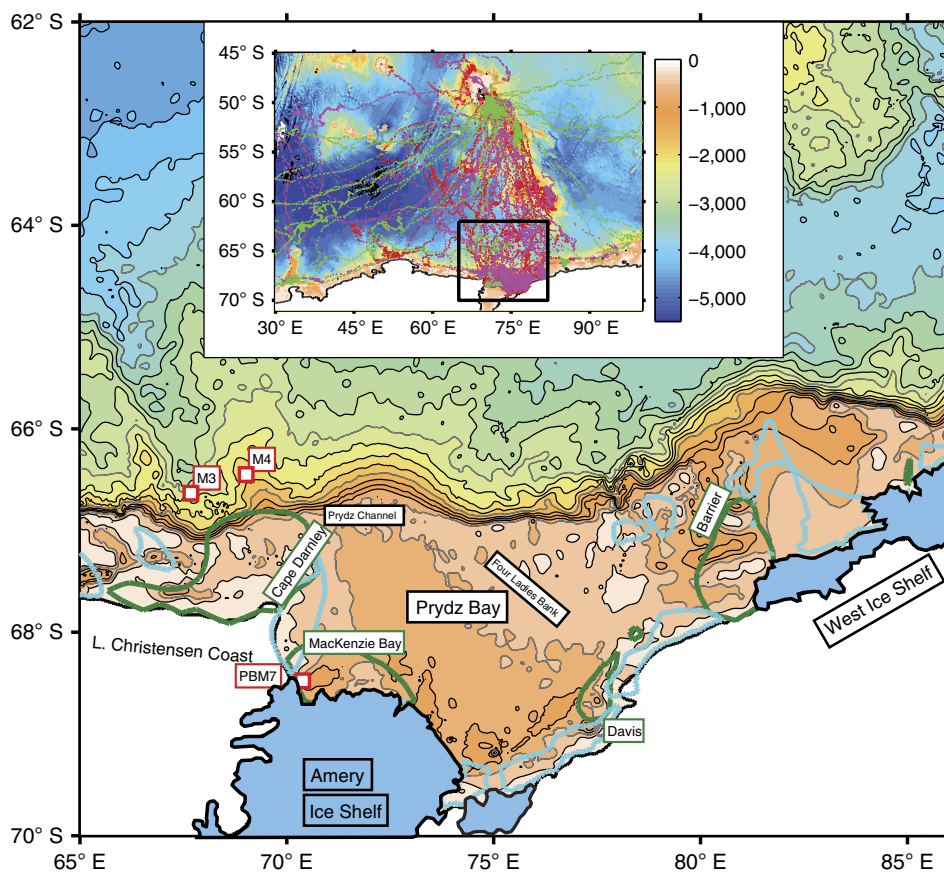 62° S
64° S
66° S
68° S
70° S
65° E
70° E
75° E
80° E
85° E
45° S
50° S
55° S
60° S
65° S
70° S
30° E
45° E
60° E
75° E
90° E
0
−1,000
−2,000
−3,000
−4,000
−5,000
M4
M3
Prydz Channel
Barrier
Cape Darnley
Four Ladies Bank
Prydz Bay
West Ice Shelf
L. Christensen Coast
MacKenzie Bay
PBM7
Davis
Amery
Ice Shelf